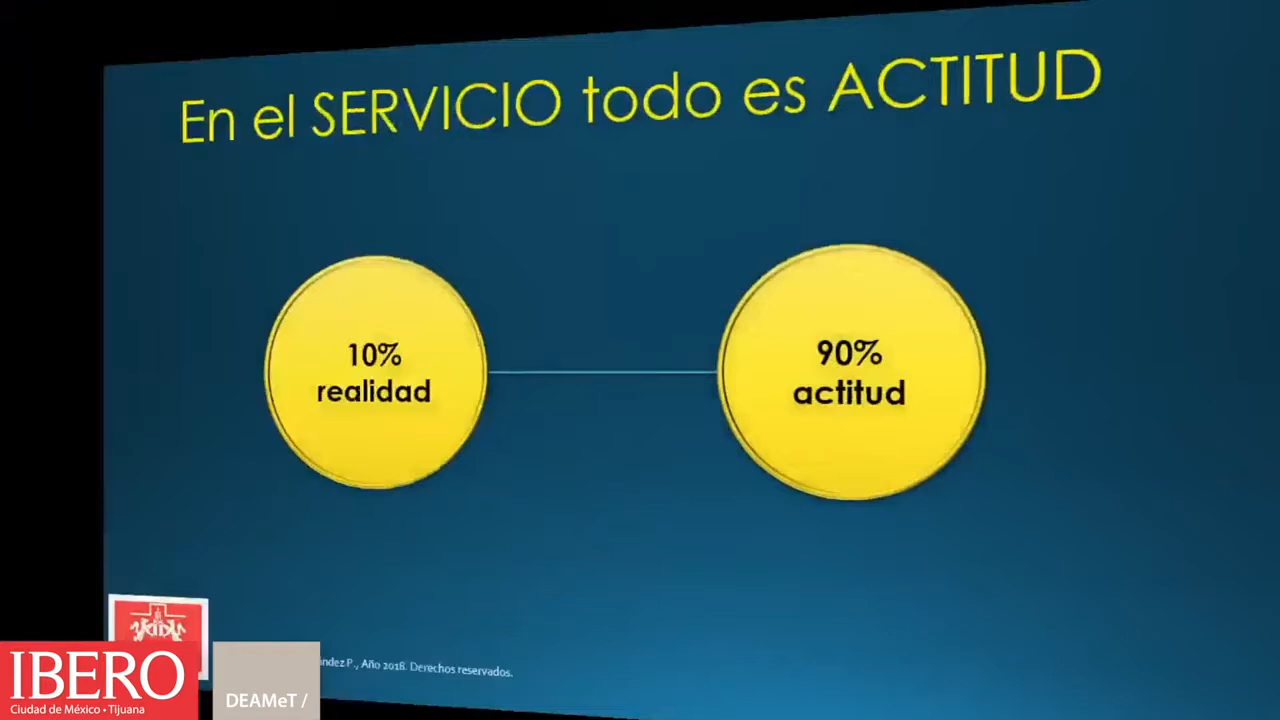 En el SERVICIO todo es ACTITUD
10%
realidad
90%
actitud
P., Año 2018. Derechos reservados.
IBERO
Ciudad de México • Tijuana
DEAMeT /